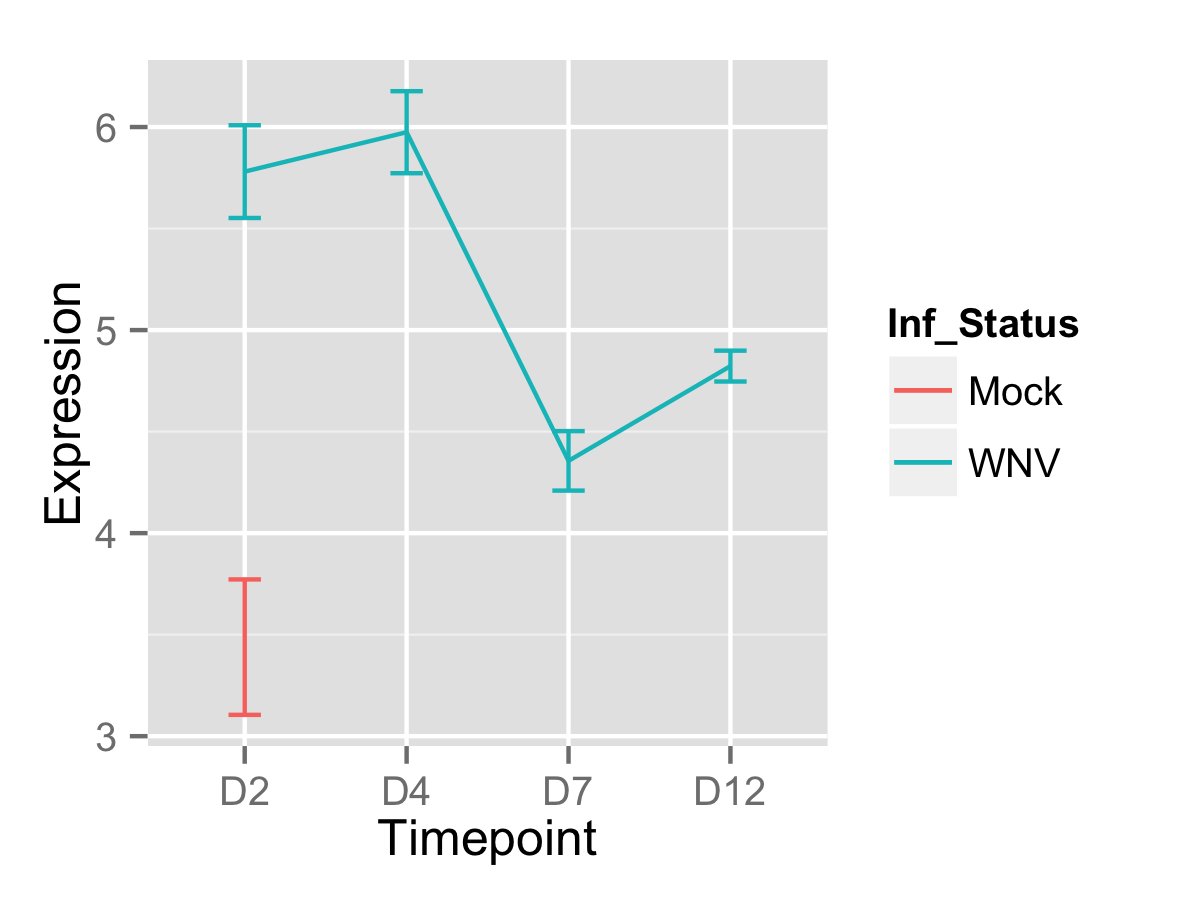 6
5
4
3
Expression
D2 D4 D7 D12
Timepoint
Inf_Status
Mock
WNV